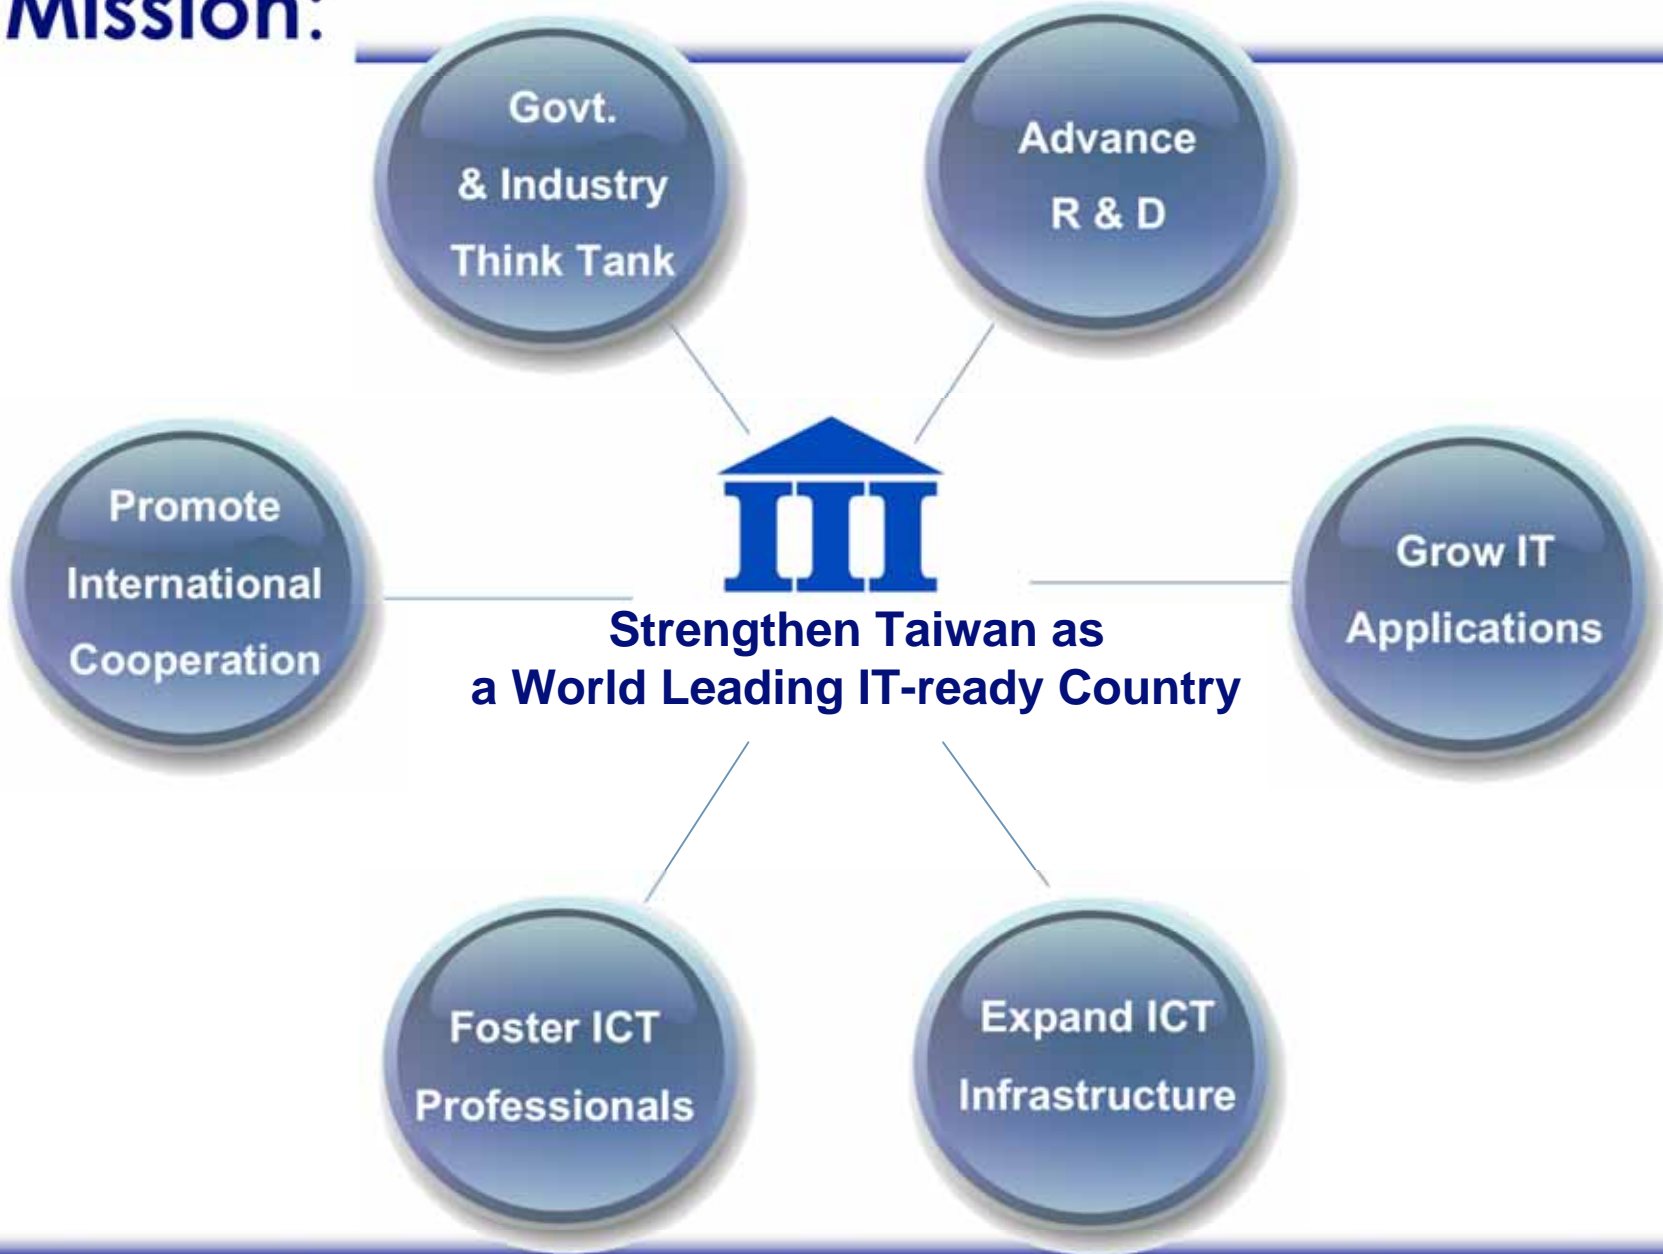 Mission:
Govt.
& Industry
Think Tank
Advance
R & D
Promote
International
Cooperation
III
Strengthen Taiwan as
a World Leading IT-ready Country
Grow IT
Applications
Foster ICT
Professionals
Expand ICT
Infrastructure